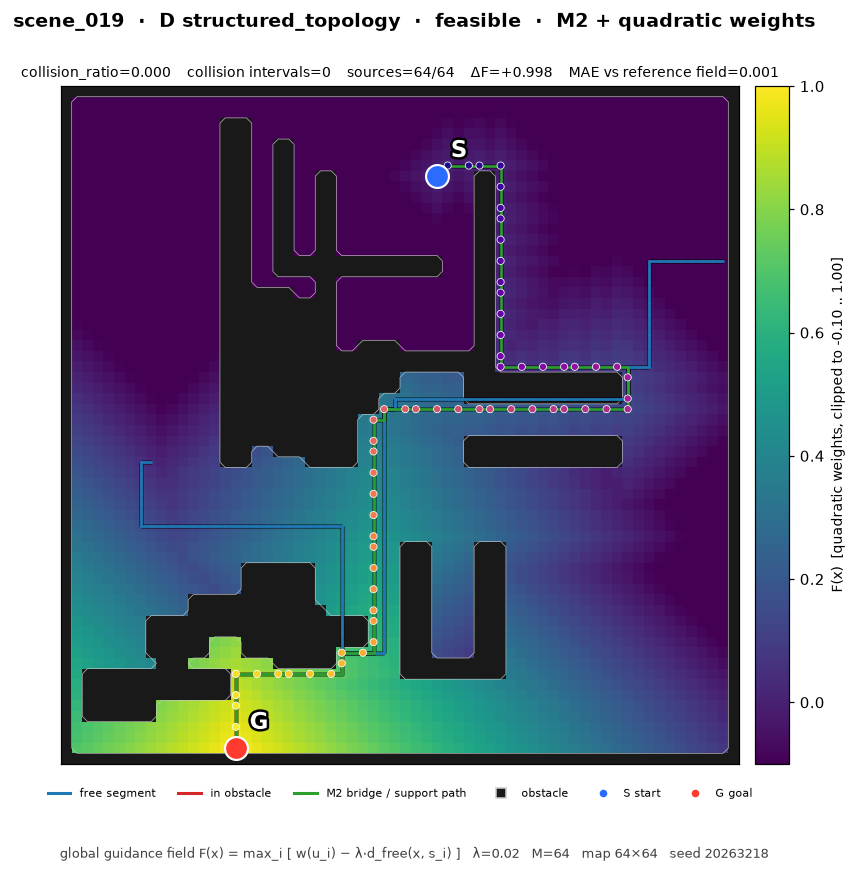 scene_019 · D structured_topology · feasible · M2 + quadratic weights
collision_ratio=0.000 collision intervals=0 sources=64/64 ΔF=+0.998 MAE vs reference field=0.001
S
G
1.0
0.8
0.6
0.4
0.2
0.0
F(x) [quadratic weights, clipped to -0.10 .. 1.00]
free segment
in obstacle
M2 bridge / support path
obstacle
S start
G goal
global guidance field F(x) = max_i [ w(u_i) − λ·d_free(x, s_i) ] λ=0.02 M=64 map 64×64 seed 20263218